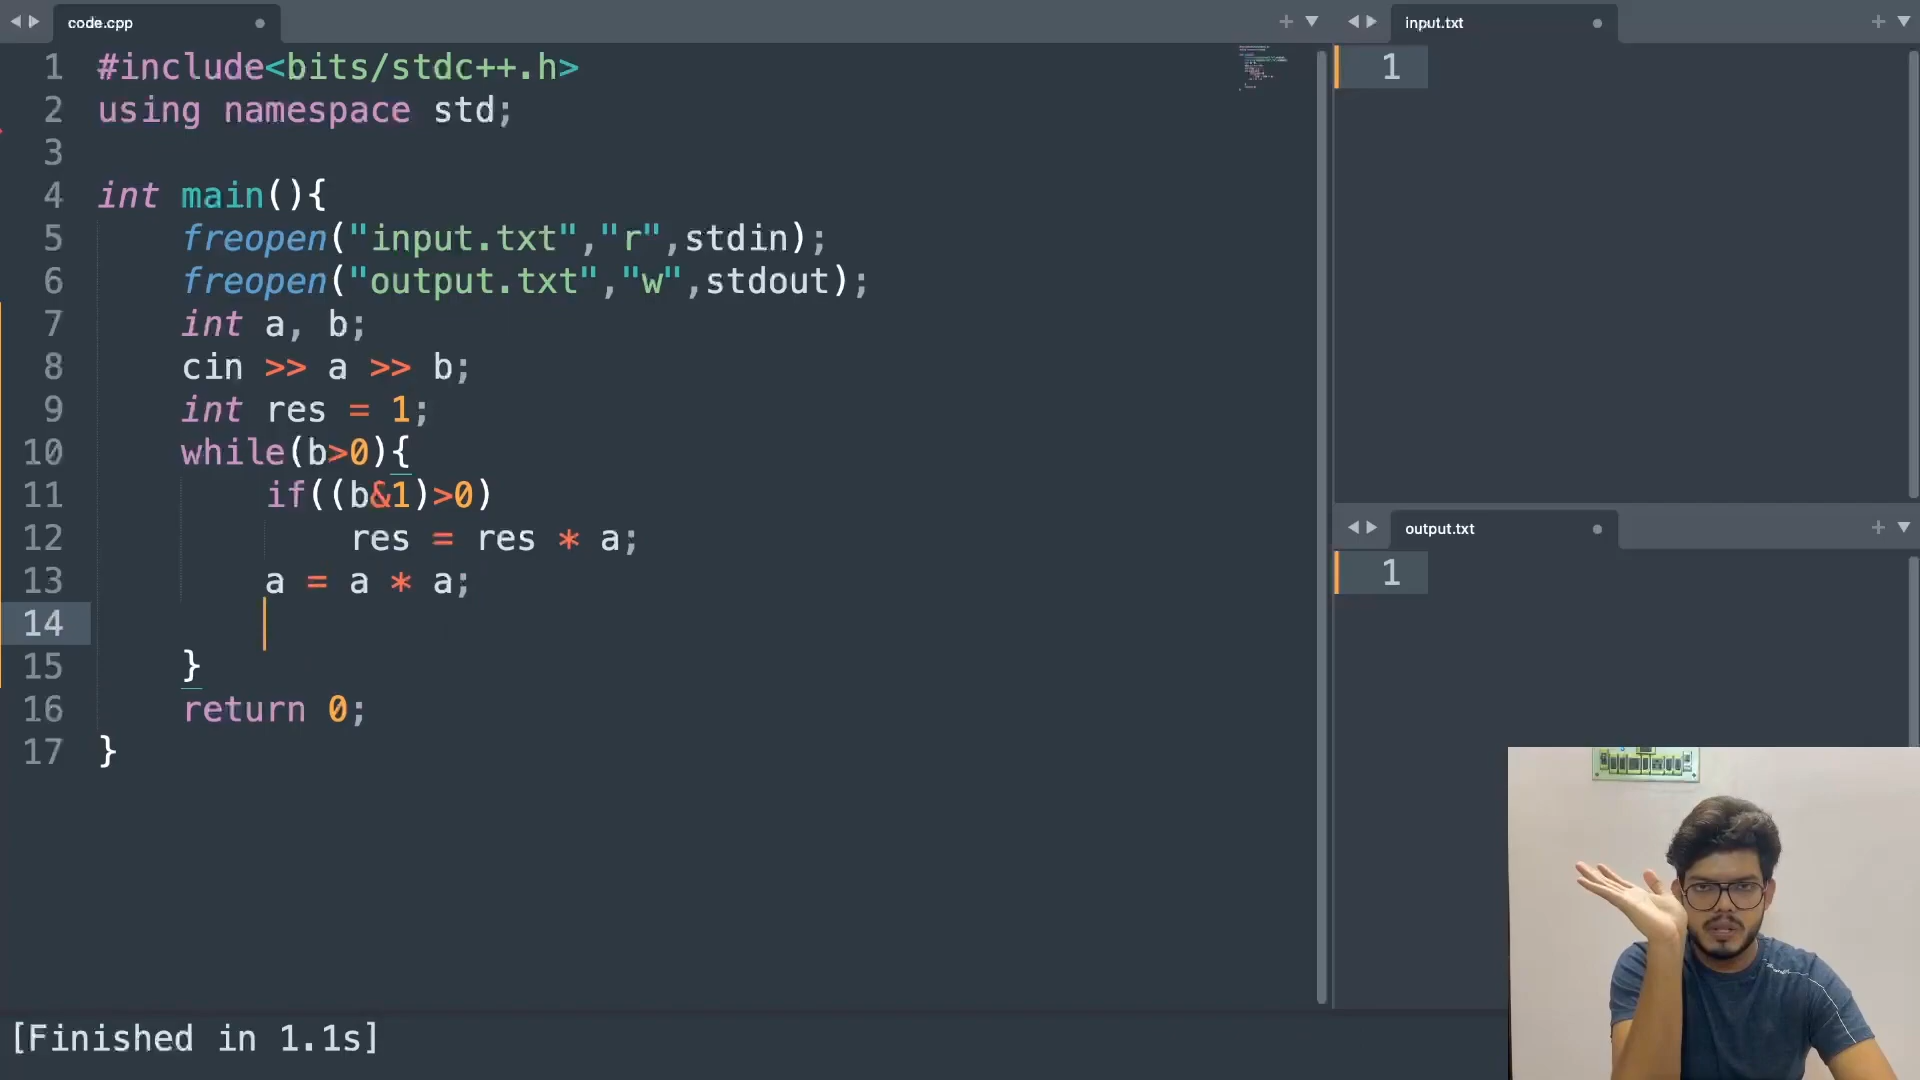 code.cpp
1 #include<bits/stdc++.h>
2 using namespace std;
3
4 int main(){
5 freopen("input.txt","r",stdin);
6 freopen("output.txt","w",stdout);
7 int a, b;
8 cin >> a >> b;
9 int res = 1;
10 while(b>0){
11 if((b&1)>0)
12 res = res * a;
13 a = a * a;
14
15 }
16 return 0;
17 }
[Finished in 1.1s]
input.txt
1
output.txt
1